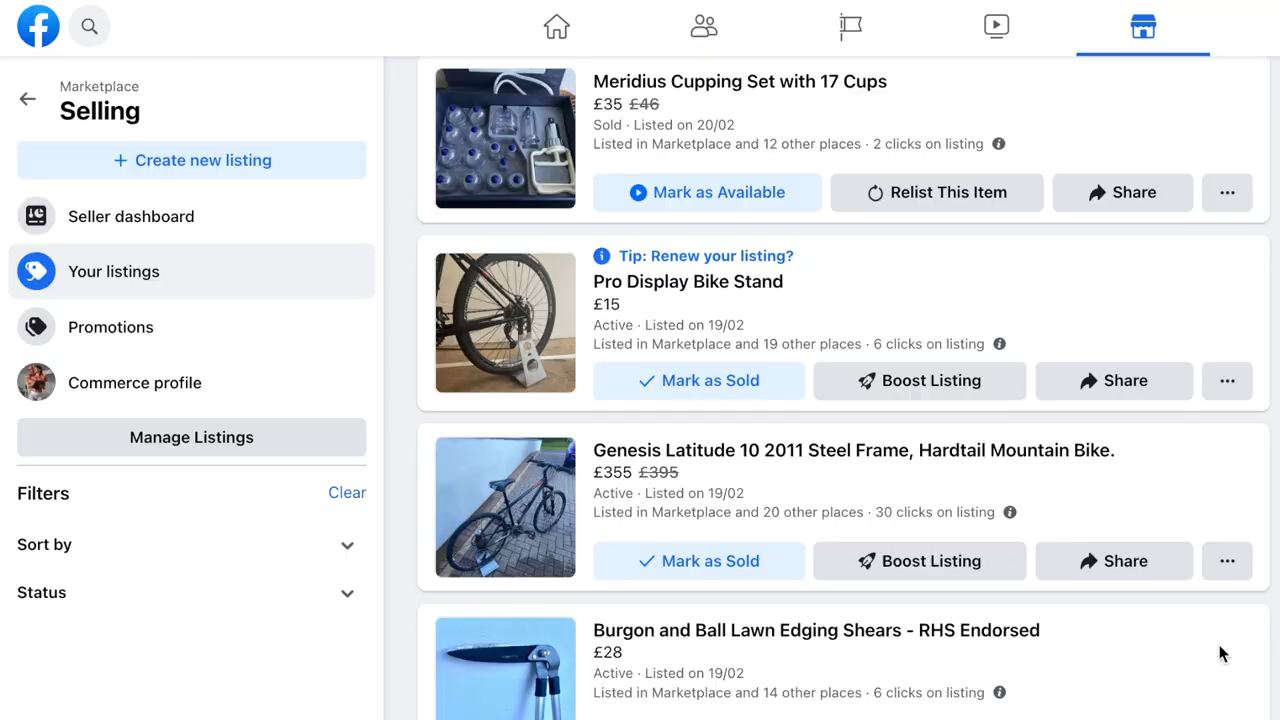 Marketplace
Selling
+ Create new listing
Seller dashboard
Your listings
Promotions
Commerce profile
Manage Listings
Filters
Clear
Sort by
Status
Meridius Cupping Set with 17 Cups
£35 £46
Sold · Listed on 20/02
Listed in Marketplace and 12 other places · 2 clicks on listing
Mark as Available
Relist This Item
Share
Tip: Renew your listing?
Pro Display Bike Stand
£15
Active · Listed on 19/02
Listed in Marketplace and 19 other places · 6 clicks on listing
Mark as Sold
Boost Listing
Share
Genesis Latitude 10 2011 Steel Frame, Hardtail Mountain Bike.
£355 £395
Active · Listed on 19/02
Listed in Marketplace and 20 other places · 30 clicks on listing
Mark as Sold
Boost Listing
Share
Burgon and Ball Lawn Edging Shears - RHS Endorsed
£28
Active · Listed on 19/02
Listed in Marketplace and 14 other places · 6 clicks on listing